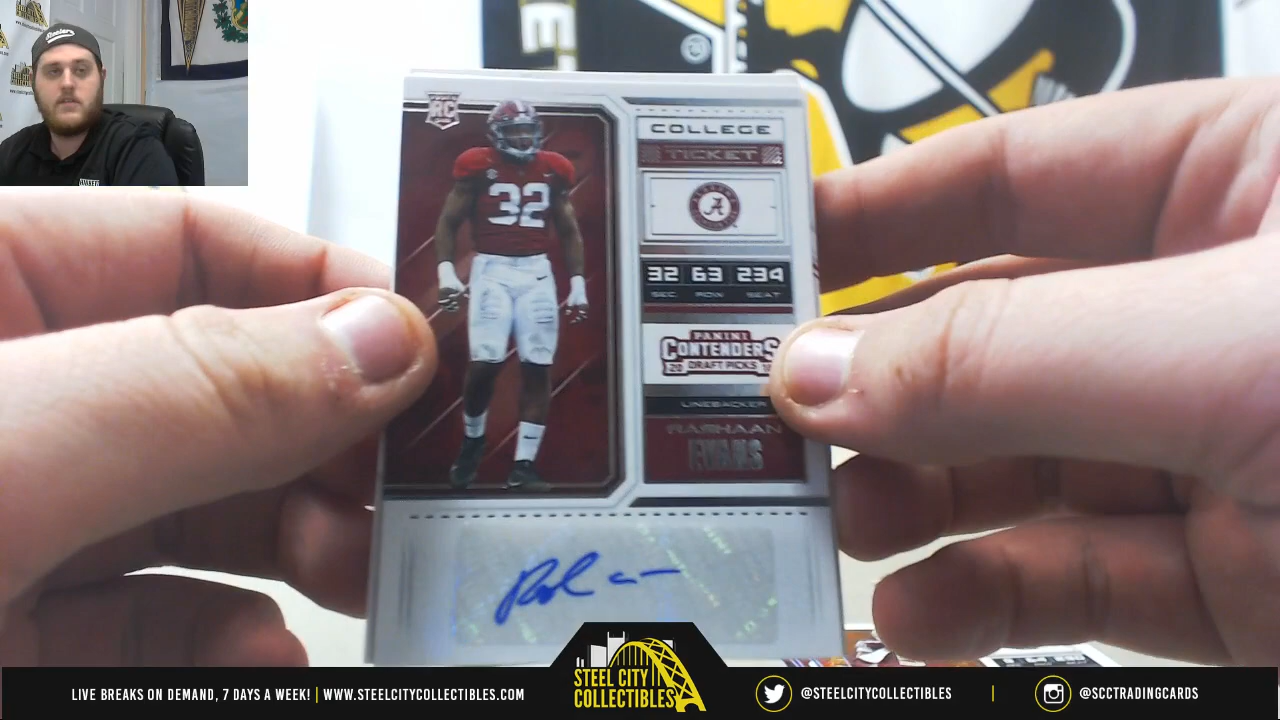 Steelers
RC
COLLEGE
TICKET
A
32
32 63 234
SEC ROW SEAT
PANINI
CONTENDERS
DRAFT PICKS
LINEBACKER
RASHAAN
EVANS
LIVE BREAKS ON DEMAND, 7 DAYS A WEEK! | WWW.STEELCITYCOLLECTIBLES.COM
STEEL CITY
COLLECTIBLES
@STEELCITYCOLLECTIBLES
@SCCTRADINGCARDS